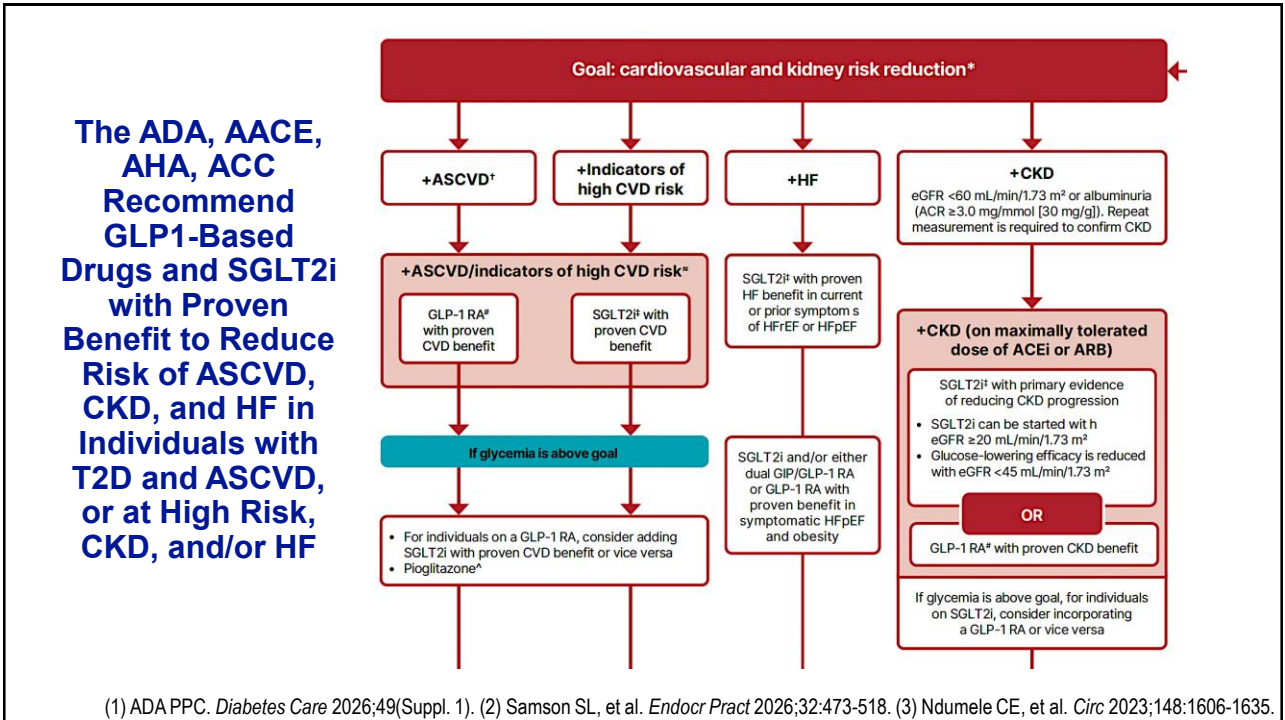 The ADA, AACE,
AHA, ACC
Recommend
GLP1-Based
Drugs and SGLT2i
with Proven
Benefit to Reduce
Risk of ASCVD,
CKD, and HF in
Individuals with
T2D and ASCVD,
or at High Risk,
CKD, and/or HF
Goal: cardiovascular and kidney risk reduction*
+ASCVD†
+Indicators of
high CVD risk
+ASCVD/indicators of high CVD risk≈
GLP-1 RA#
with proven
CVD benefit
SGLT2i‡ with
proven CVD
benefit
If glycemia is above goal
• For individuals on a GLP-1 RA, consider adding
SGLT2i with proven CVD benefit or vice versa
• Pioglitazone^
+HF
SGLT2i‡ with proven
HF benefit in current
or prior symptom s
of HFrEF or HFpEF
SGLT2i and/or either
dual GIP/GLP-1 RA
or GLP-1 RA with
proven benefit in
symptomatic HFpEF
and obesity
+CKD
eGFR <60 mL/min/1.73 m² or albuminuria
(ACR ≥3.0 mg/mmol [30 mg/g]). Repeat
measurement is required to confirm CKD
+CKD (on maximally tolerated
dose of ACEi or ARB)
SGLT2i‡ with primary evidence
of reducing CKD progression
• SGLT2i can be started wit h
eGFR ≥20 mL/min/1.73 m²
• Glucose-lowering efficacy is reduced
with eGFR <45 mL/min/1.73 m²
OR
GLP-1 RA# with proven CKD benefit
If glycemia is above goal, for individuals
on SGLT2i, consider incorporating
a GLP-1 RA or vice versa
(1) ADA PPC. Diabetes Care 2026;49(Suppl. 1). (2) Samson SL, et al. Endocr Pract 2026;32:473-518. (3) Ndumele CE, et al. Circ 2023;148:1606-1635.